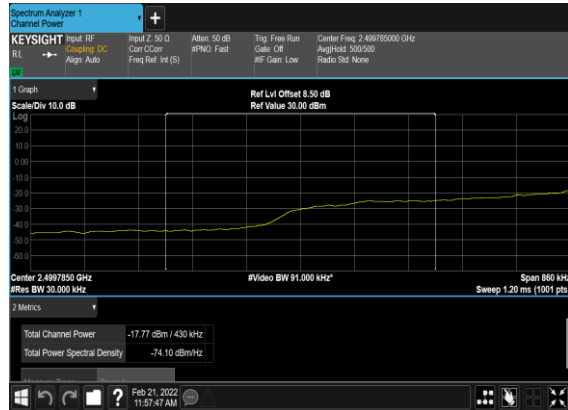 Spectrum Analyzer 1
Channel Power
+
KEYSIGHT Input: RF Input Z: 50 Ω Atten: 50 dB Trig: Free Run Center Freq: 2.499785000 GHz
RL Coupling: DC Corr CCorr #PNO: Fast Gate: Off Avg|Hold: 500/500
Align: Auto Freq Ref: Int (S) #IF Gain: Low Radio Std: None
1 Graph
Ref Lvl Offset 8.50 dB
Scale/Div 10.0 dB Ref Value 30.00 dBm
Log
20.0
10.0
0.00
-10.0
-20.0
-30.0
-40.0
-50.0
-60.0
Center 2.4997850 GHz #Video BW 91.000 kHz* Span 860 kHz
#Res BW 30.000 kHz Sweep 1.20 ms (1001 pts
2 Metrics
Total Channel Power -17.77 dBm / 430 kHz
Total Power Spectral Density -74.10 dBm/Hz
?
Feb 21, 2022
11:57:47 AM